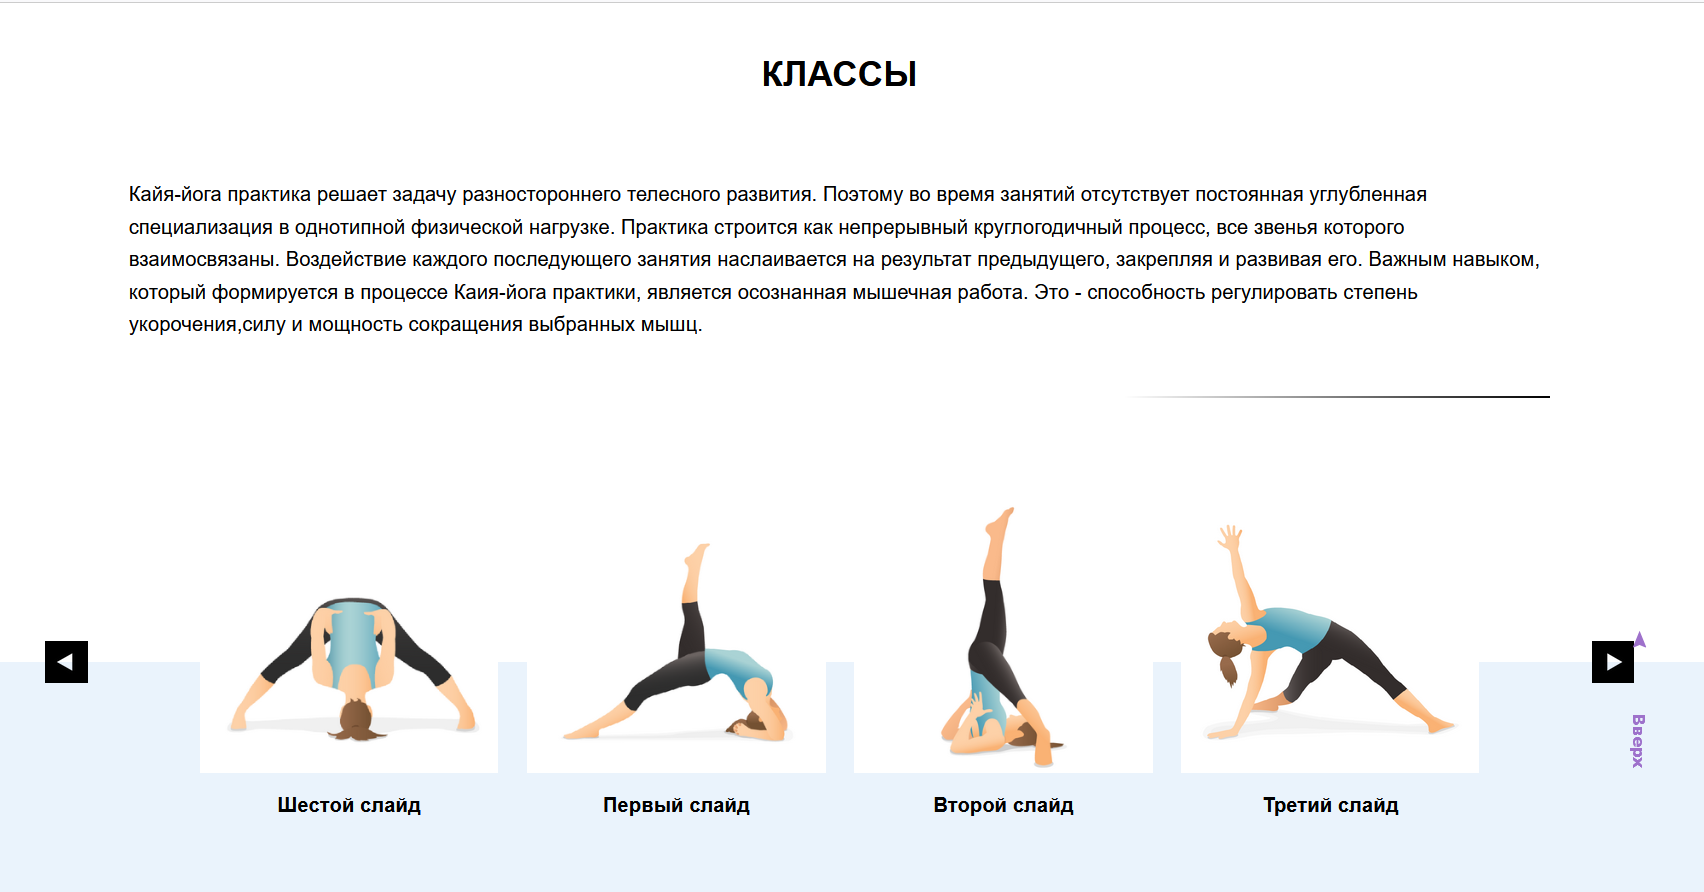 КЛАССЫ
Кайя-йога практика решает задачу разностороннего телесного развития. Поэтому во время занятий отсутствует постоянная углубленная
специализация в однотипной физической нагрузке. Практика строится как непрерывный круглогодичный процесс, все звенья которого
взаимосвязаны. Воздействие каждого последующего занятия наслаивается на результат предыдущего, закрепляя и развивая его. Важным навыком,
который формируется в процессе Каия-йога практики, является осознанная мышечная работа. Это - способность регулировать степень
укорочения,силу и мощность сокращения выбранных мышц.
Вверх
Шестой слайд
Первый слайд
Второй слайд
Третий слайд